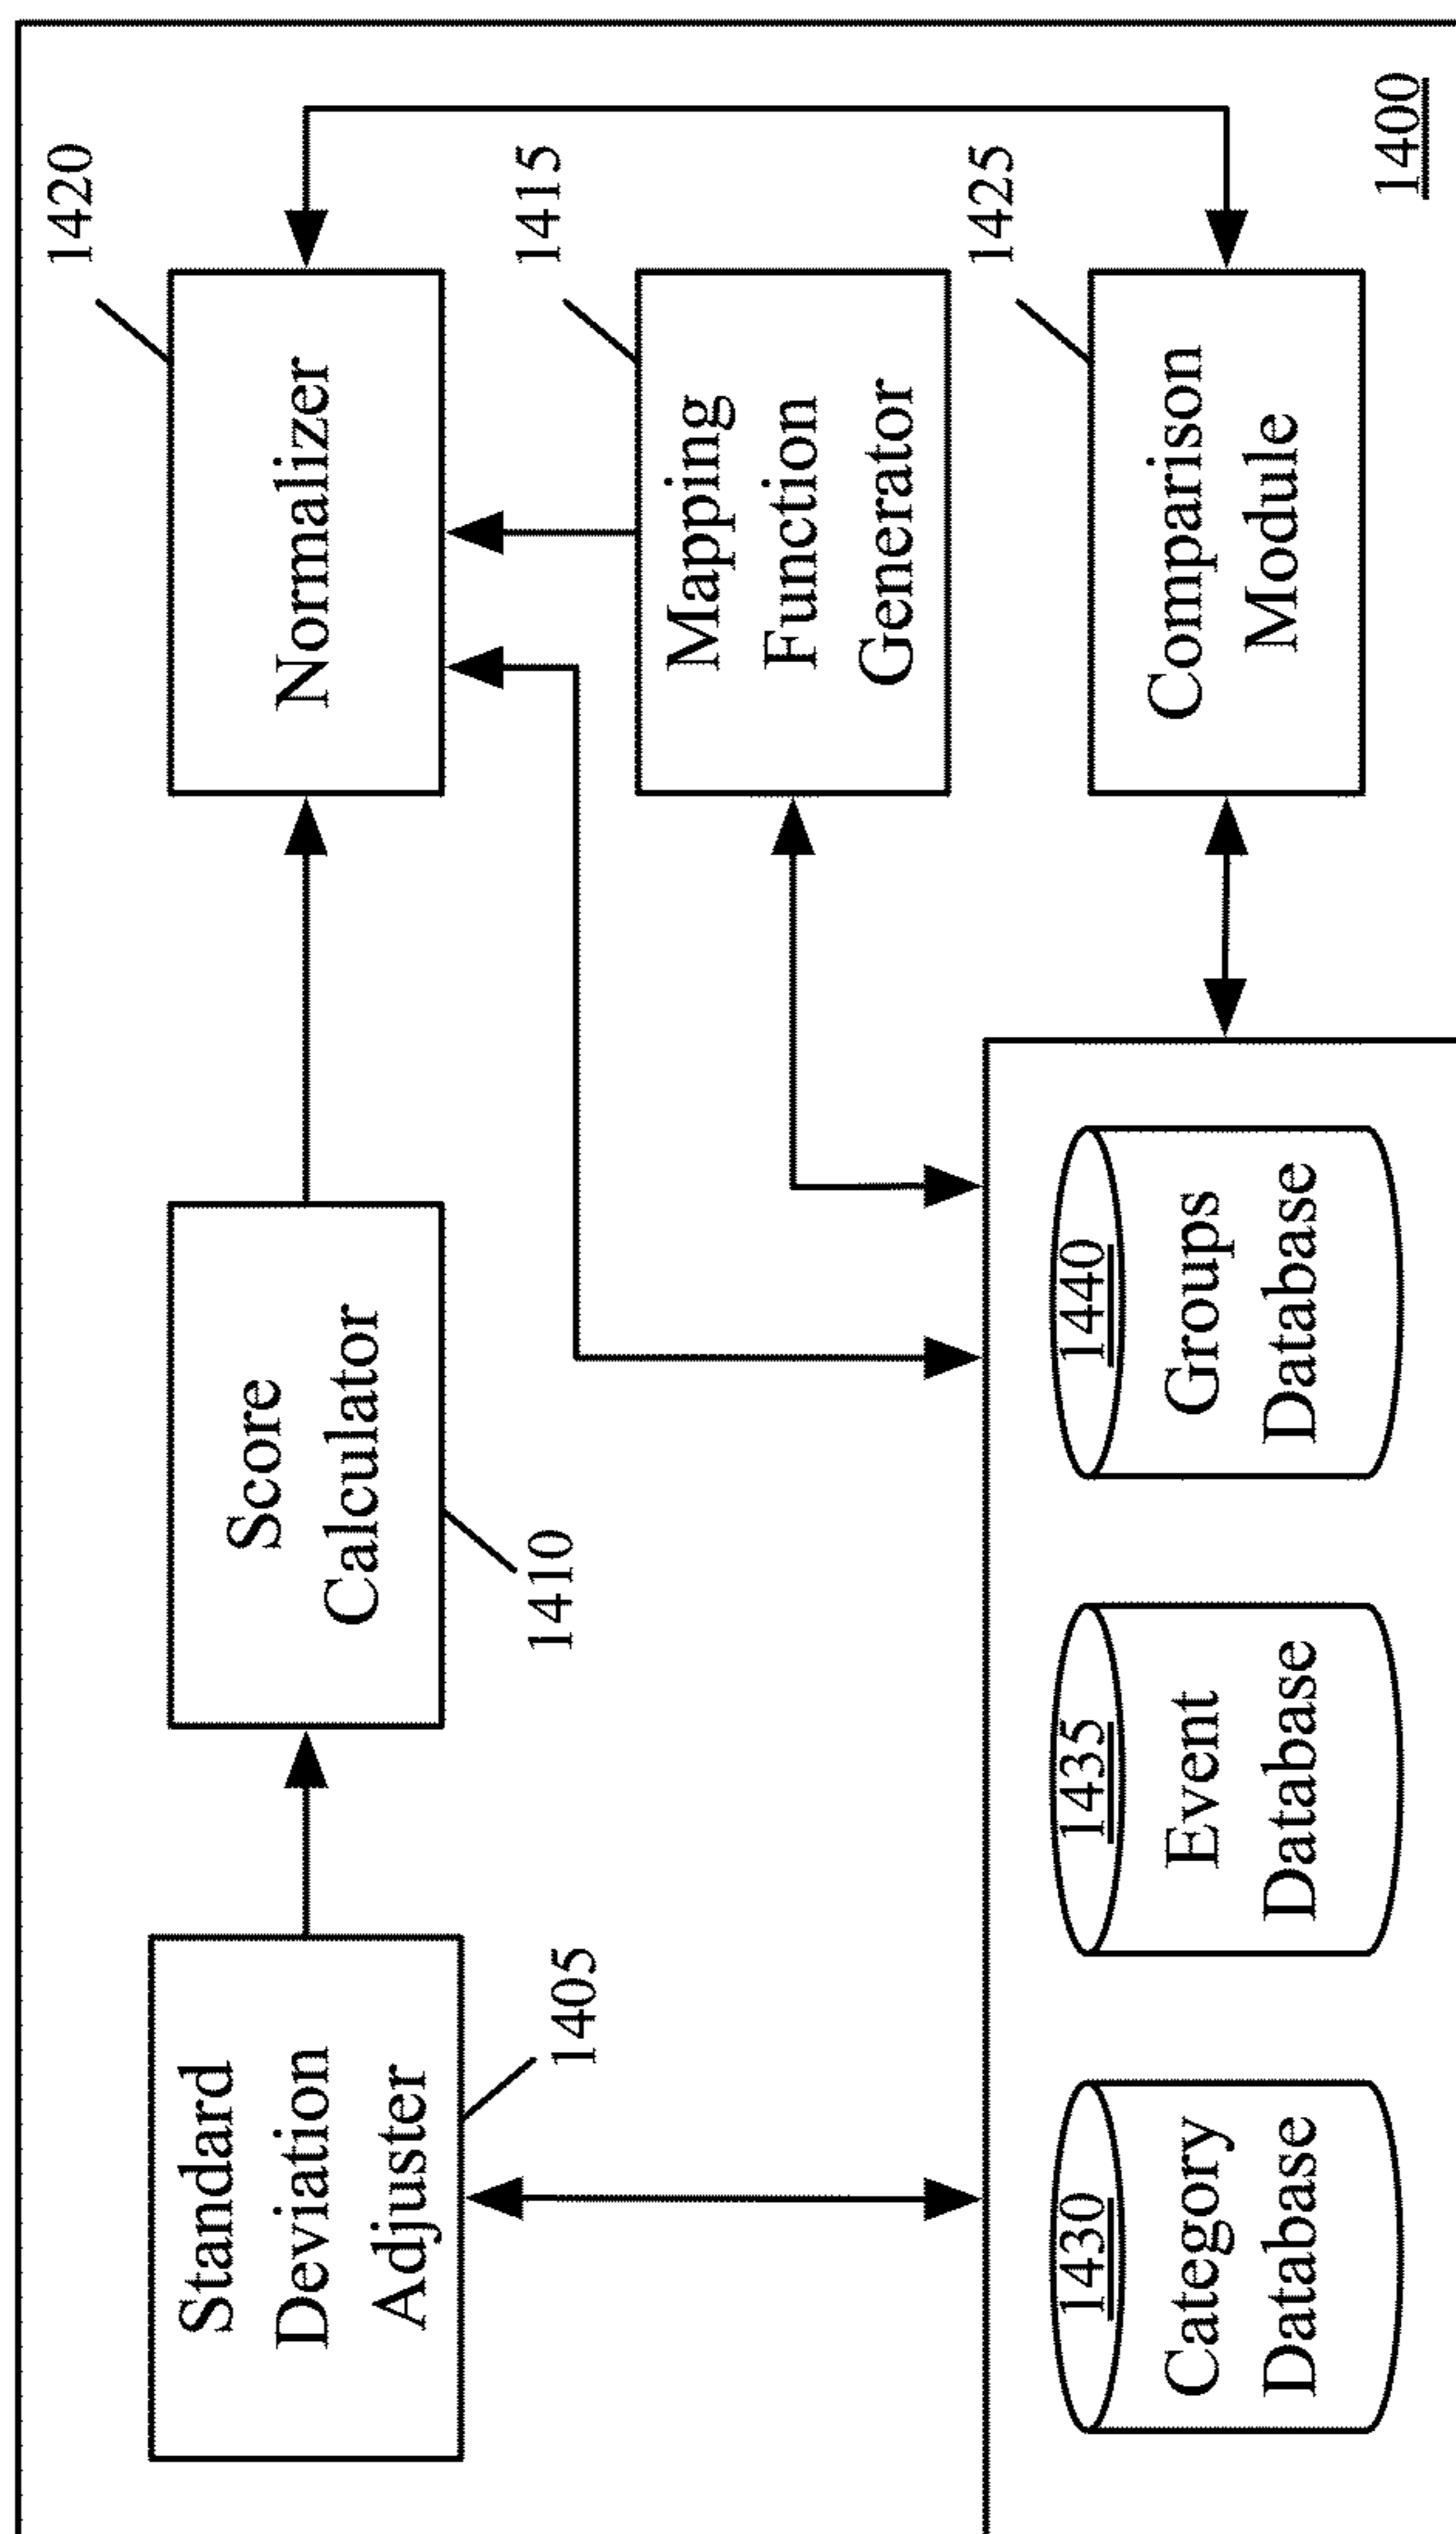 Standard
Deviation
Adjuster
1405
Score
Calculator
1410
Normalizer
1420
Mapping
Function
Generator
1415
Comparison
Module
1425
1430
Category
Database
1435
Event
Database
1440
Groups
Database
1400